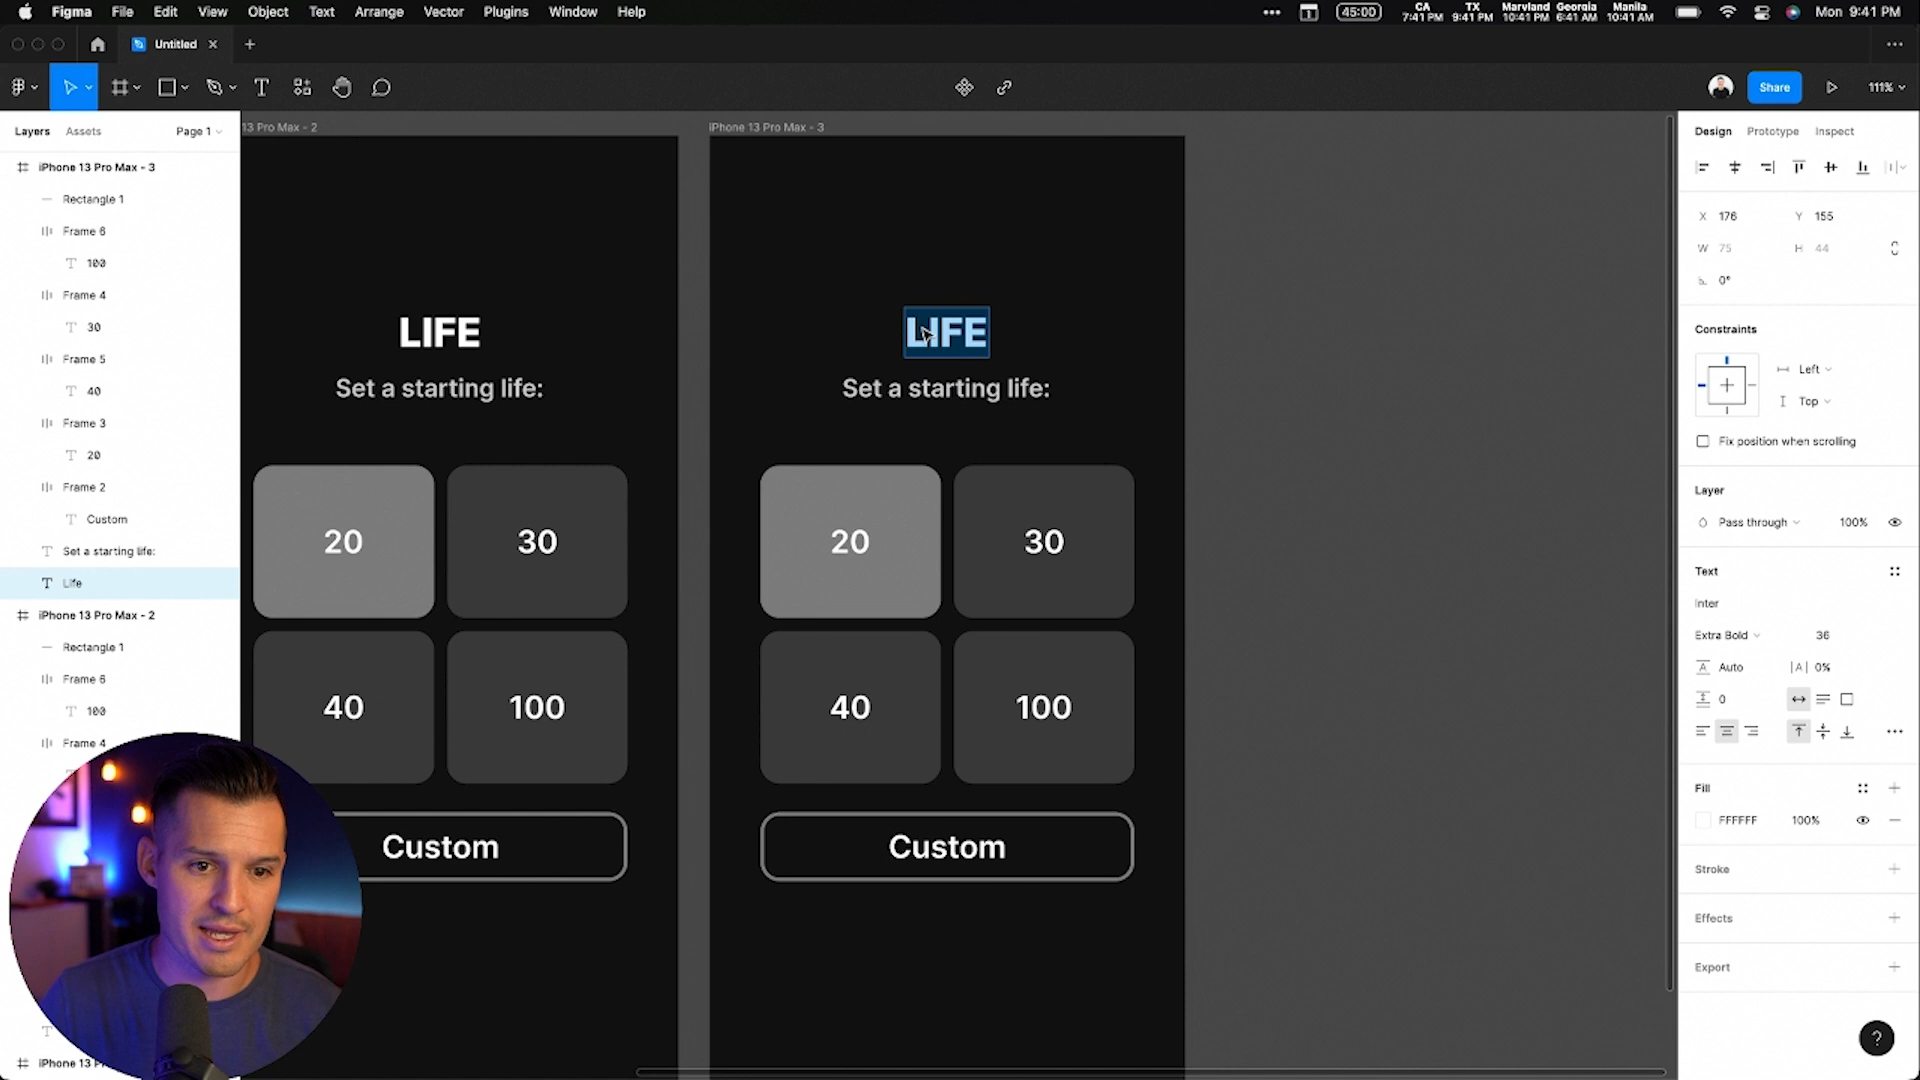 Figma File Edit View Object Text Arrange Vector Plugins Window Help
45:00
CA TX Maryland Georgia Manila
7:41 PM 9:41 PM 10:41 PM 6:41 AM 10:41 AM
Mon 9:41 PM
Untitled
Share
111%
Layers Assets Page 1
iPhone 13 Pro Max - 3
Rectangle 1
Frame 6
100
Frame 4
30
Frame 5
40
Frame 3
20
Frame 2
Custom
Set a starting life:
Life
iPhone 13 Pro Max - 2
Rectangle 1
Frame 6
100
Frame 4
iPhone 13 P
13 Pro Max - 2
LIFE
Set a starting life:
20 30
40 100
Custom
iPhone 13 Pro Max - 3
LIFE
Set a starting life:
20 30
40 100
Custom
Design Prototype Inspect
X 176 Y 155
W 75 H 44
0°
Constraints
Left
Top
Fix position when scrolling
Layer
Pass through 100%
Text
Inter
Extra Bold 36
Auto |A| 0%
0
Fill
FFFFFF 100%
Stroke
Effects
Export
?